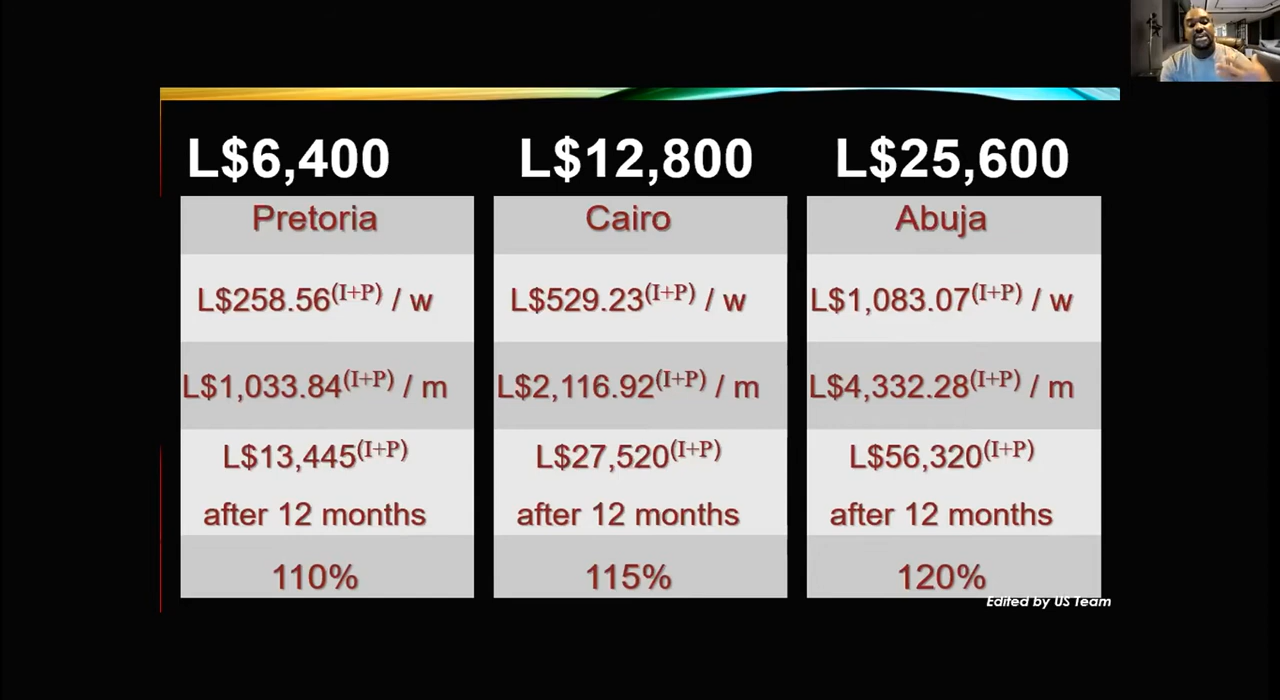 L$6,400
L$12,800
L$25,600
Pretoria
Cairo
Abuja
L$258.56(I+P) / w
L$529.23(I+P) / w
L$1,083.07(I+P) / w
L$1,033.84(I+P) / m
L$2,116.92(I+P) / m
L$4,332.28(I+P) / m
L$13,445(I+P)
L$27,520(I+P)
L$56,320(I+P)
after 12 months
after 12 months
after 12 months
110%
115%
120%
Edited by US Team